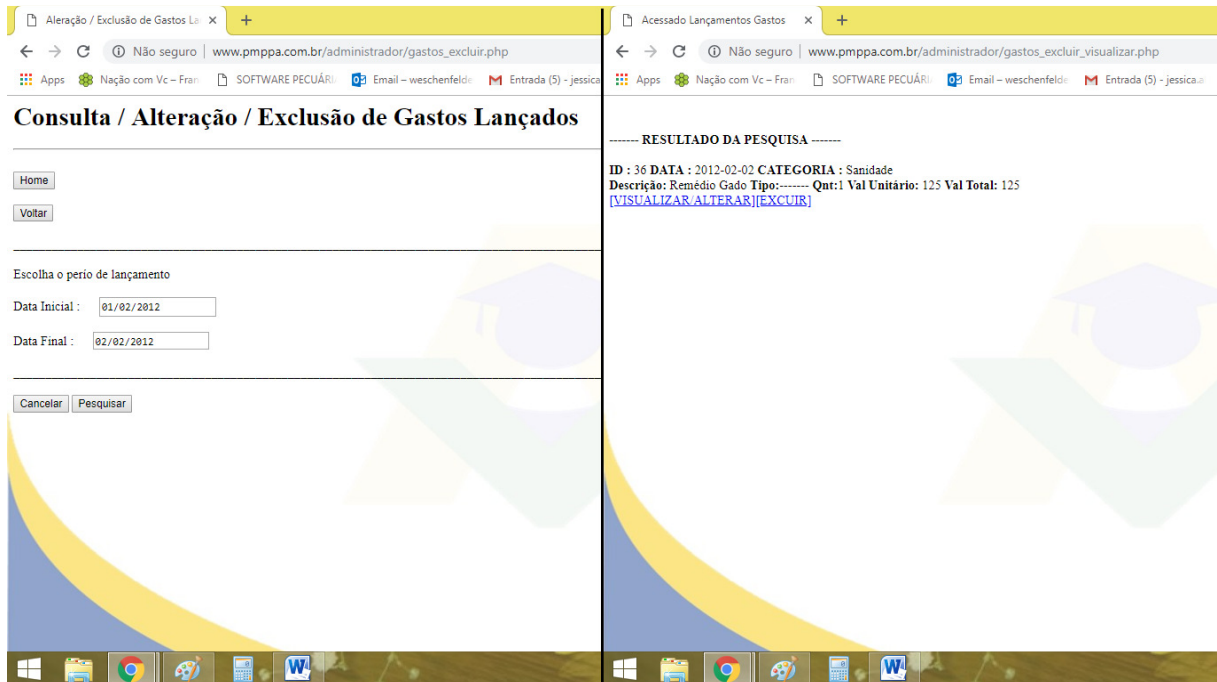 Aleração / Exclusão de Gastos La
Não seguro | www.pmppa.com.br/administrador/gastos_excluir.php
Apps Nação com Vc – Fran SOFTWARE PECUÁRI Email – weschenfelde Entrada (5) - jessica
Consulta / Alteração / Exclusão de Gastos Lançados
Home
Voltar
Escolha o perio de lançamento
Data Inicial : 01/02/2012
Data Final : 02/02/2012
Cancelar Pesquisar
Acessado Lançamentos Gastos
Não seguro | www.pmppa.com.br/administrador/gastos_excluir_visualizar.php
Apps Nação com Vc – Fran SOFTWARE PECUÁRI Email – weschenfelde Entrada (5) - jessica.a
------- RESULTADO DA PESQUISA -------
ID : 36 DATA : 2012-02-02 CATEGORIA : Sanidade
Descrição: Remédio Gado Tipo:------- Qnt:1 Val Unitário: 125 Val Total: 125
[VISUALIZAR/ALTERAR][EXCUIR]